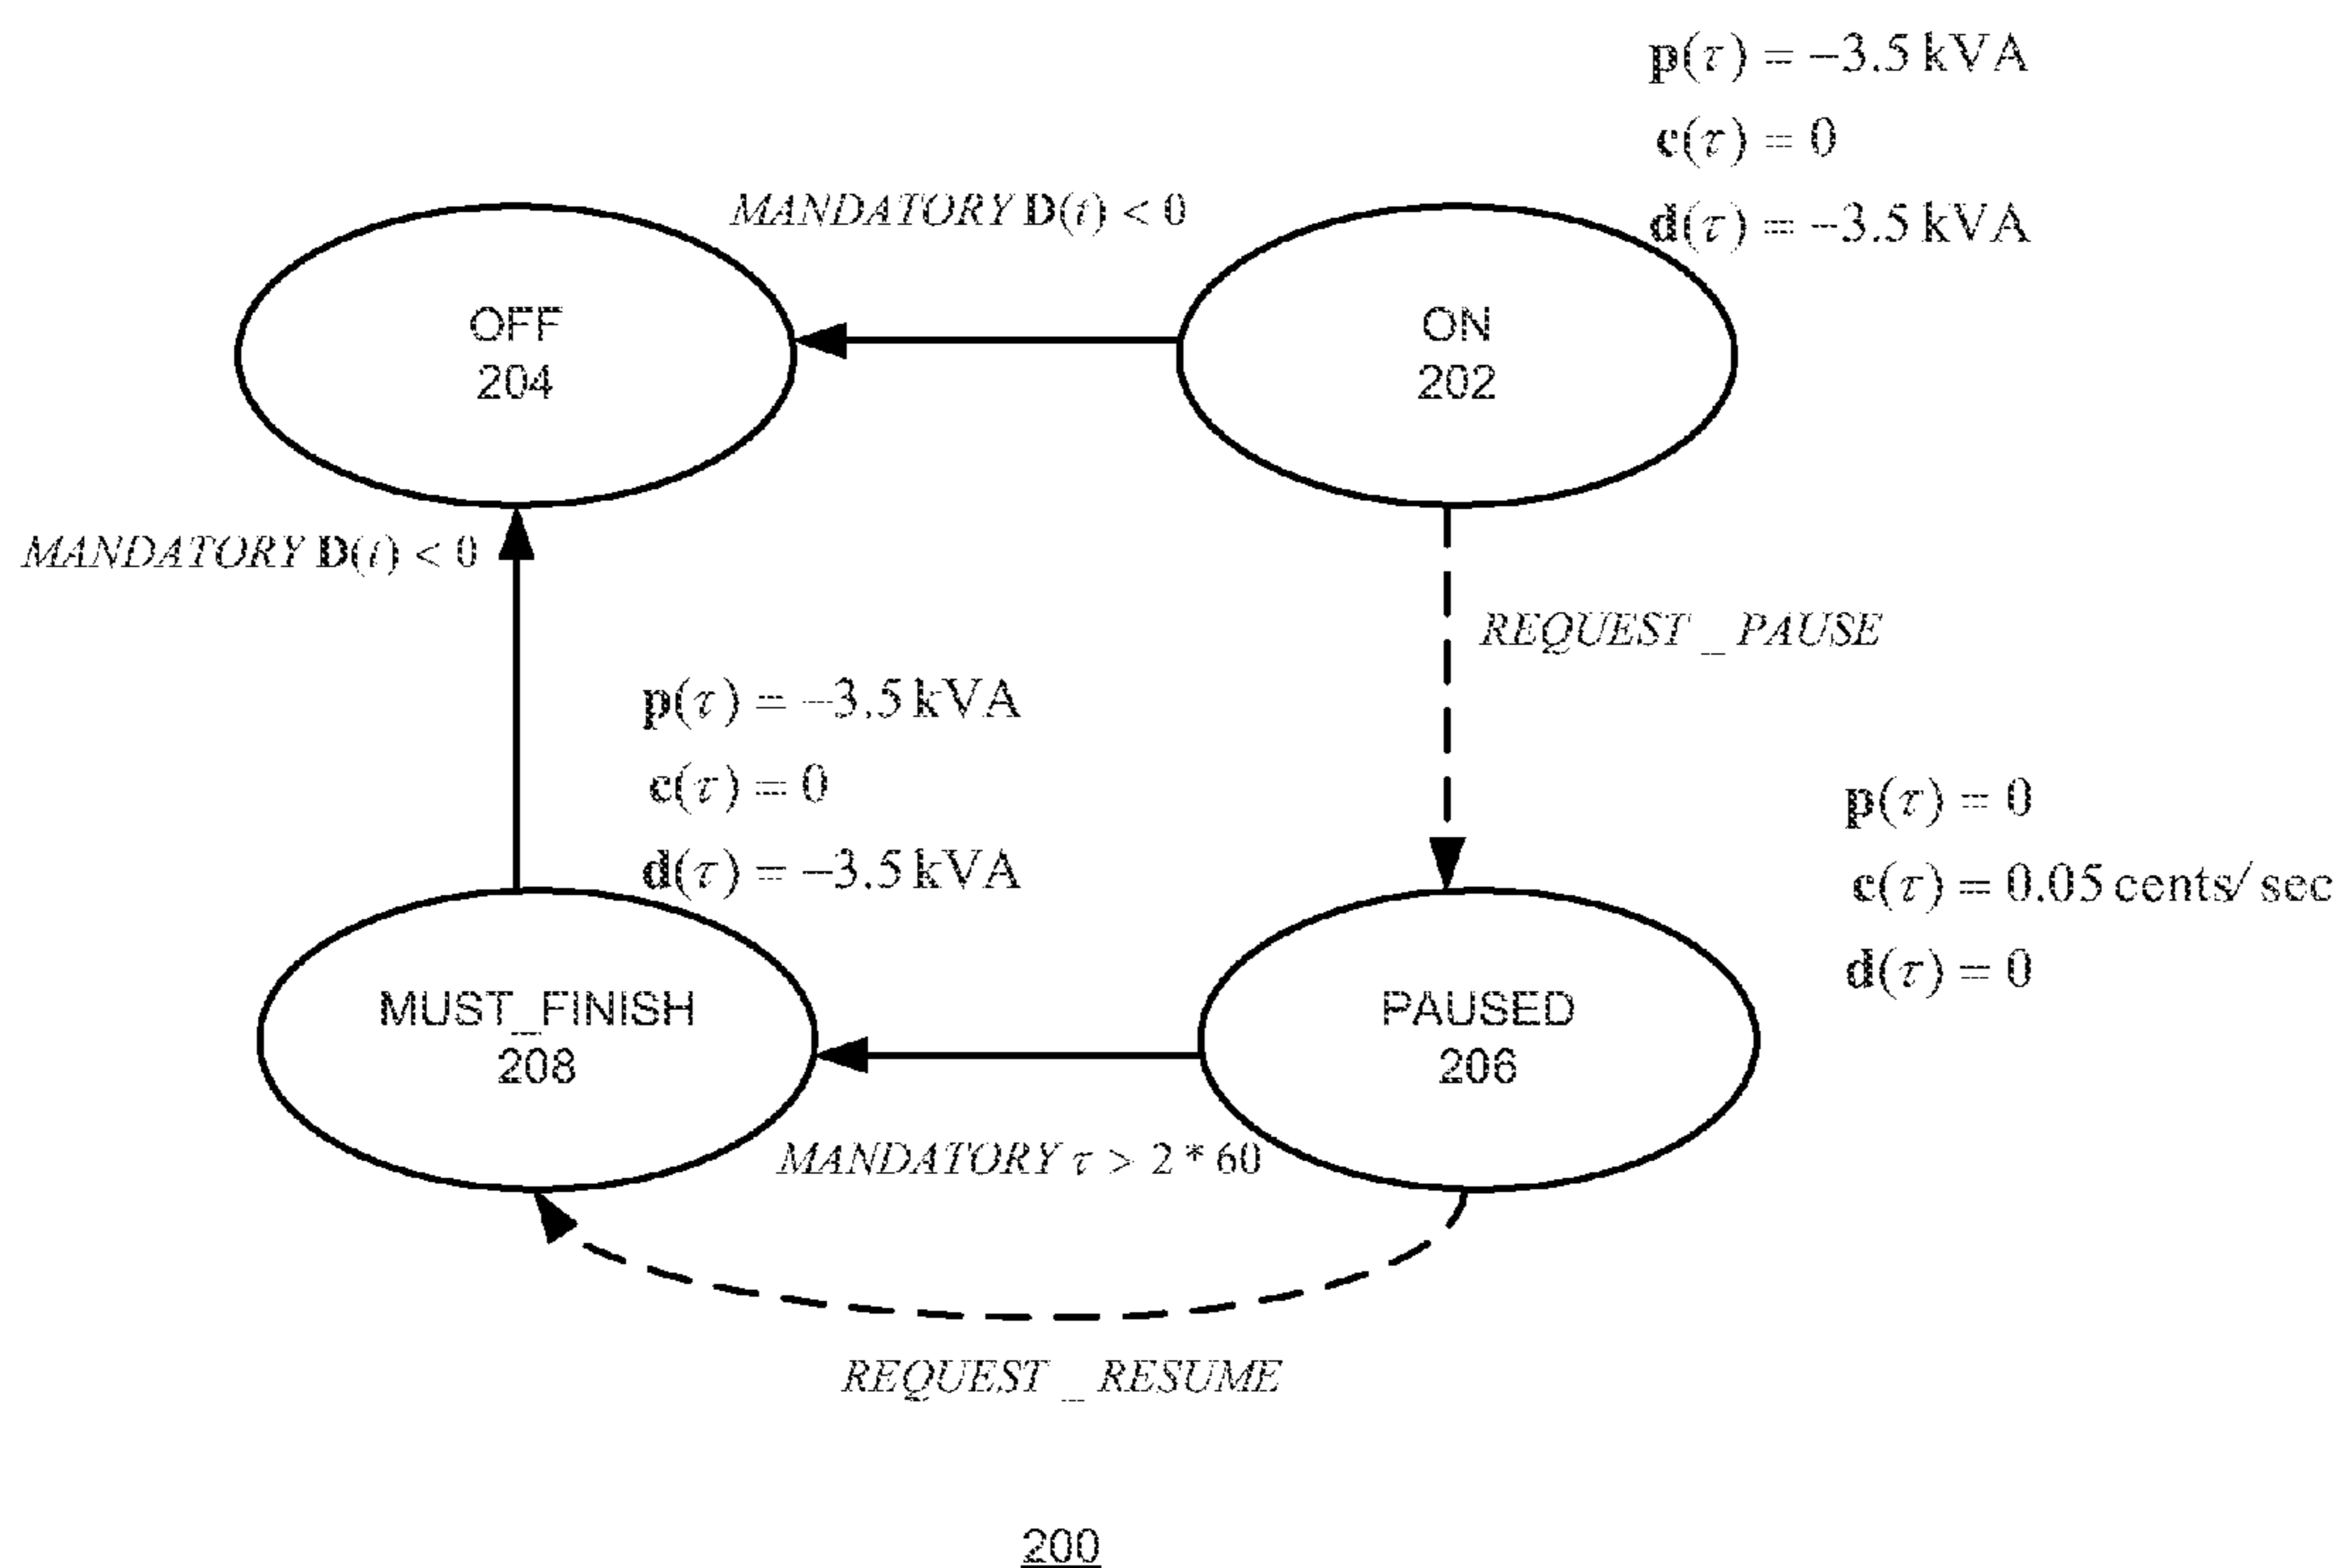 p(τ) = −3.5 kVA
c(τ) = 0
d(τ) = −3.5 kVA
MANDATORY D(t) < 0
OFF
204
ON
202
MANDATORY D(t) < 0
REQUEST _ PAUSE
p(τ) = −3.5 kVA
c(τ) = 0
d(τ) = −3.5 kVA
p(τ) = 0
c(τ) = 0.05 cents/ sec
d(τ) = 0
MUST_FINISH
208
PAUSED
206
MANDATORY τ > 2 * 60
REQUEST _ RESUME
200